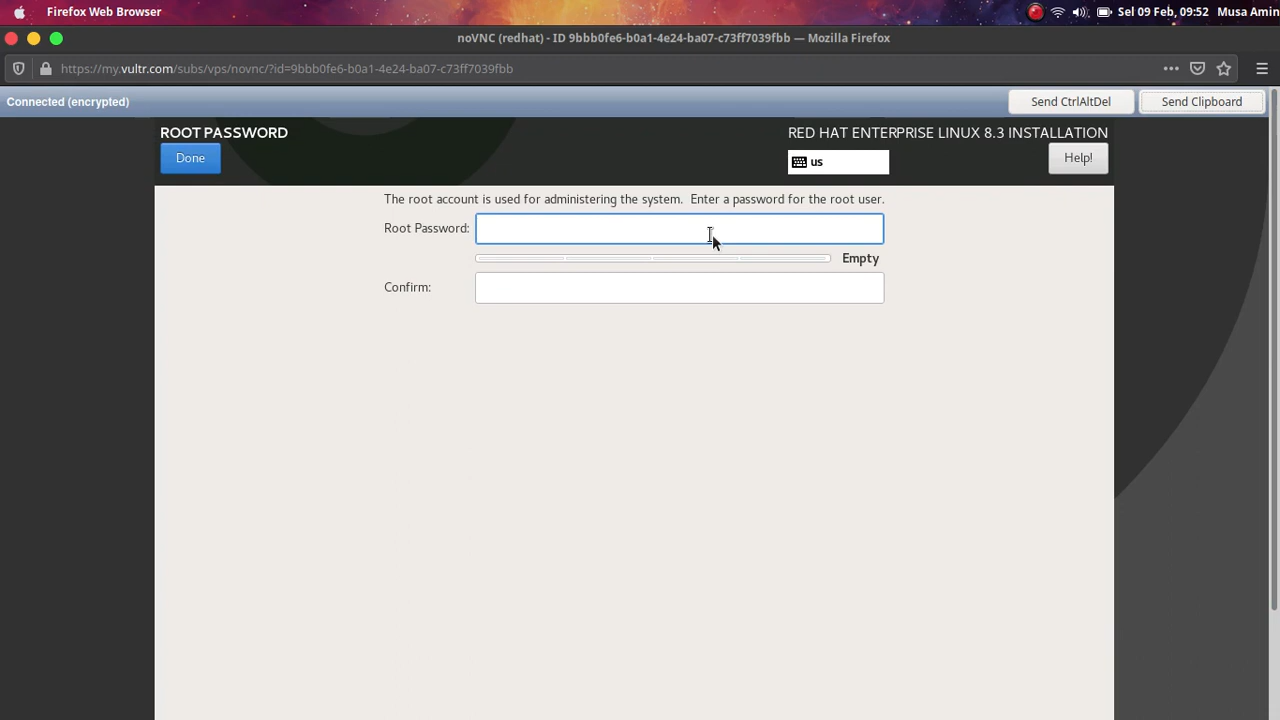 Firefox Web Browser
Sel 09 Feb, 09:52 Musa Amin
noVNC (redhat) - ID 9bbb0fe6-b0a1-4e24-ba07-c73ff7039fbb — Mozilla Firefox
https://my.vultr.com/subs/vps/novnc/?id=9bbb0fe6-b0a1-4e24-ba07-c73ff7039fbb
Connected (encrypted)
Send CtrlAltDel
Send Clipboard
ROOT PASSWORD
RED HAT ENTERPRISE LINUX 8.3 INSTALLATION
Done
us
Help!
The root account is used for administering the system. Enter a password for the root user.
Root Password:
Empty
Confirm: